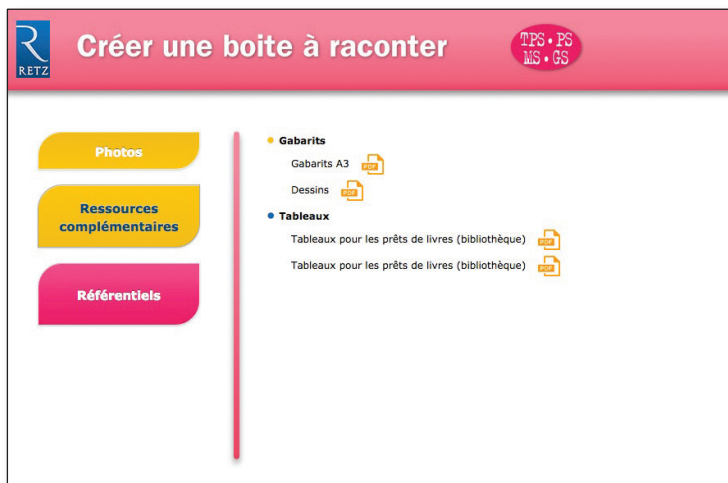 RETZ
Créer une boite à raconter
TPS • PS
MS • GS
Photos
Ressources
complémentaires
Référentiels
Gabarits
Gabarits A3
PDF
Dessins
PDF
Tableaux
Tableaux pour les prêts de livres (bibliothèque)
PDF
Tableaux pour les prêts de livres (bibliothèque)
PDF